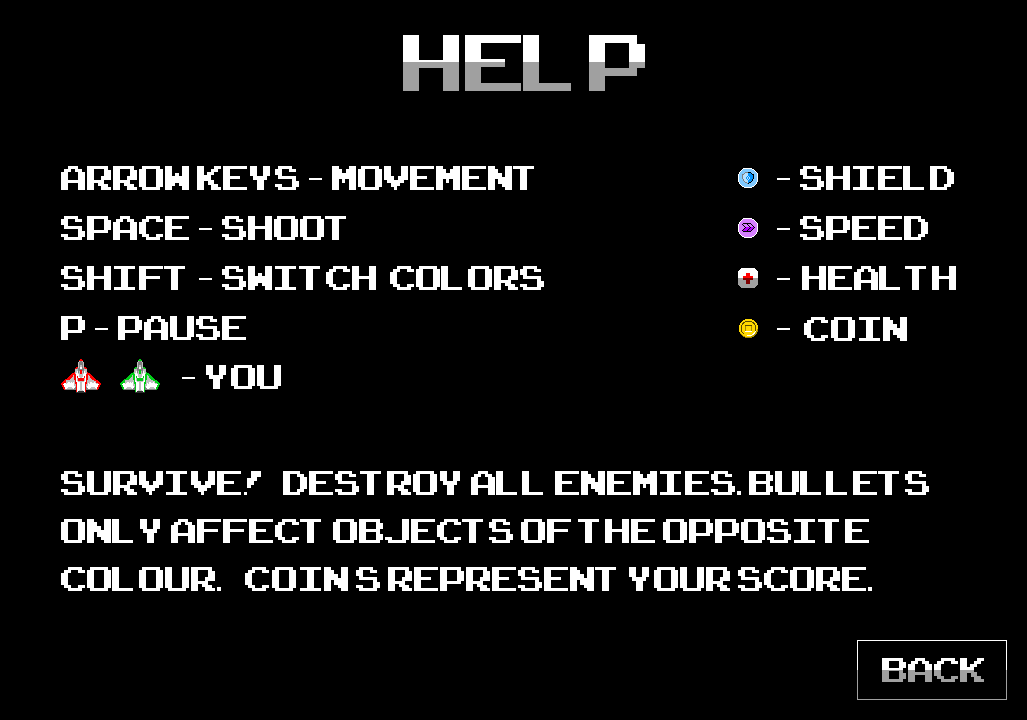 HELP
ARROW KEYS - MOVEMENT
- SHIELD
SPACE - SHOOT
- SPEED
SHIFT - SWITCH COLORS
- HEALTH
P - PAUSE
- COIN
- YOU
SURVIVE! DESTROY ALL ENEMIES. BULLETS
ONLY AFFECT OBJECTS OF THE OPPOSITE
COLOUR. COINS REPRESENT YOUR SCORE.
BACK